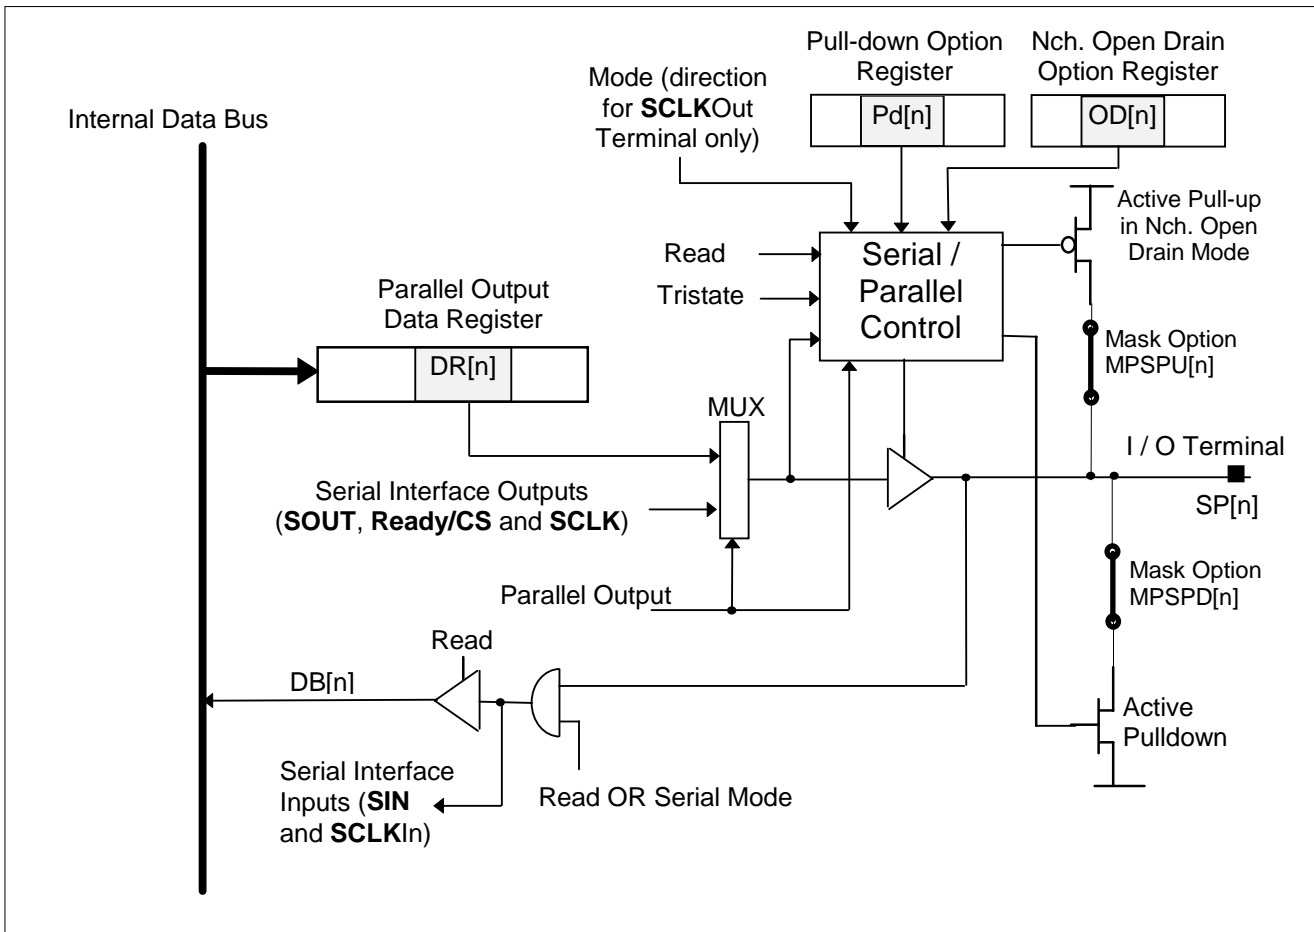 Pull-down Option
Register
Nch. Open Drain
Option Register
Mode (direction
for SCLKOut
Terminal only)
Pd[n]
OD[n]
Internal Data Bus
Active Pull-up
in Nch. Open
Drain Mode
Read
Tristate
Serial /
Parallel
Control
Parallel Output
Data Register
DR[n]
Mask Option
MPSPU[n]
MUX
I / O Terminal
SP[n]
Serial Interface Outputs
(SOUT, Ready/CS and SCLK)
Parallel Output
Mask Option
MPSPD[n]
Read
DB[n]
Active
Pulldown
Serial Interface
Inputs (SIN
and SCLKIn)
Read OR Serial Mode